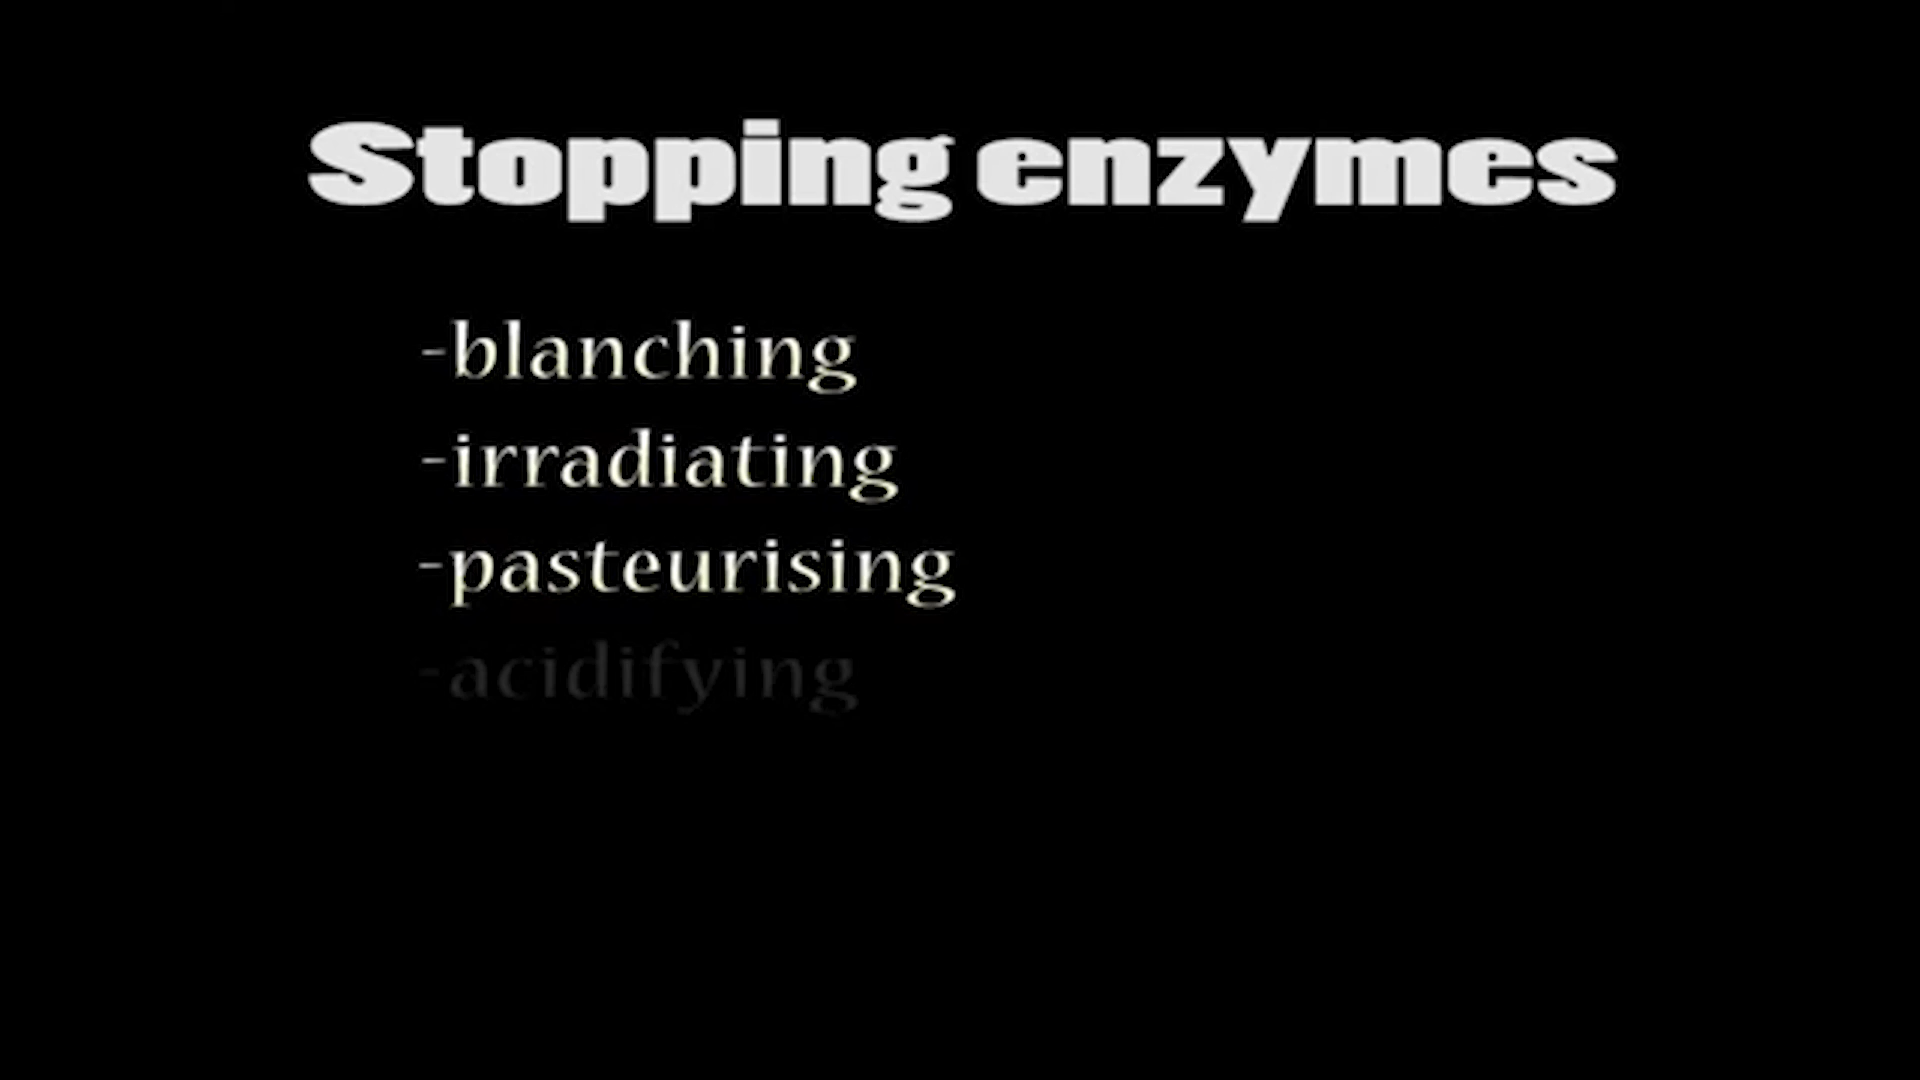 Stopping enzymes
-blanching
-irradiating
-pasteurising
-acidifying